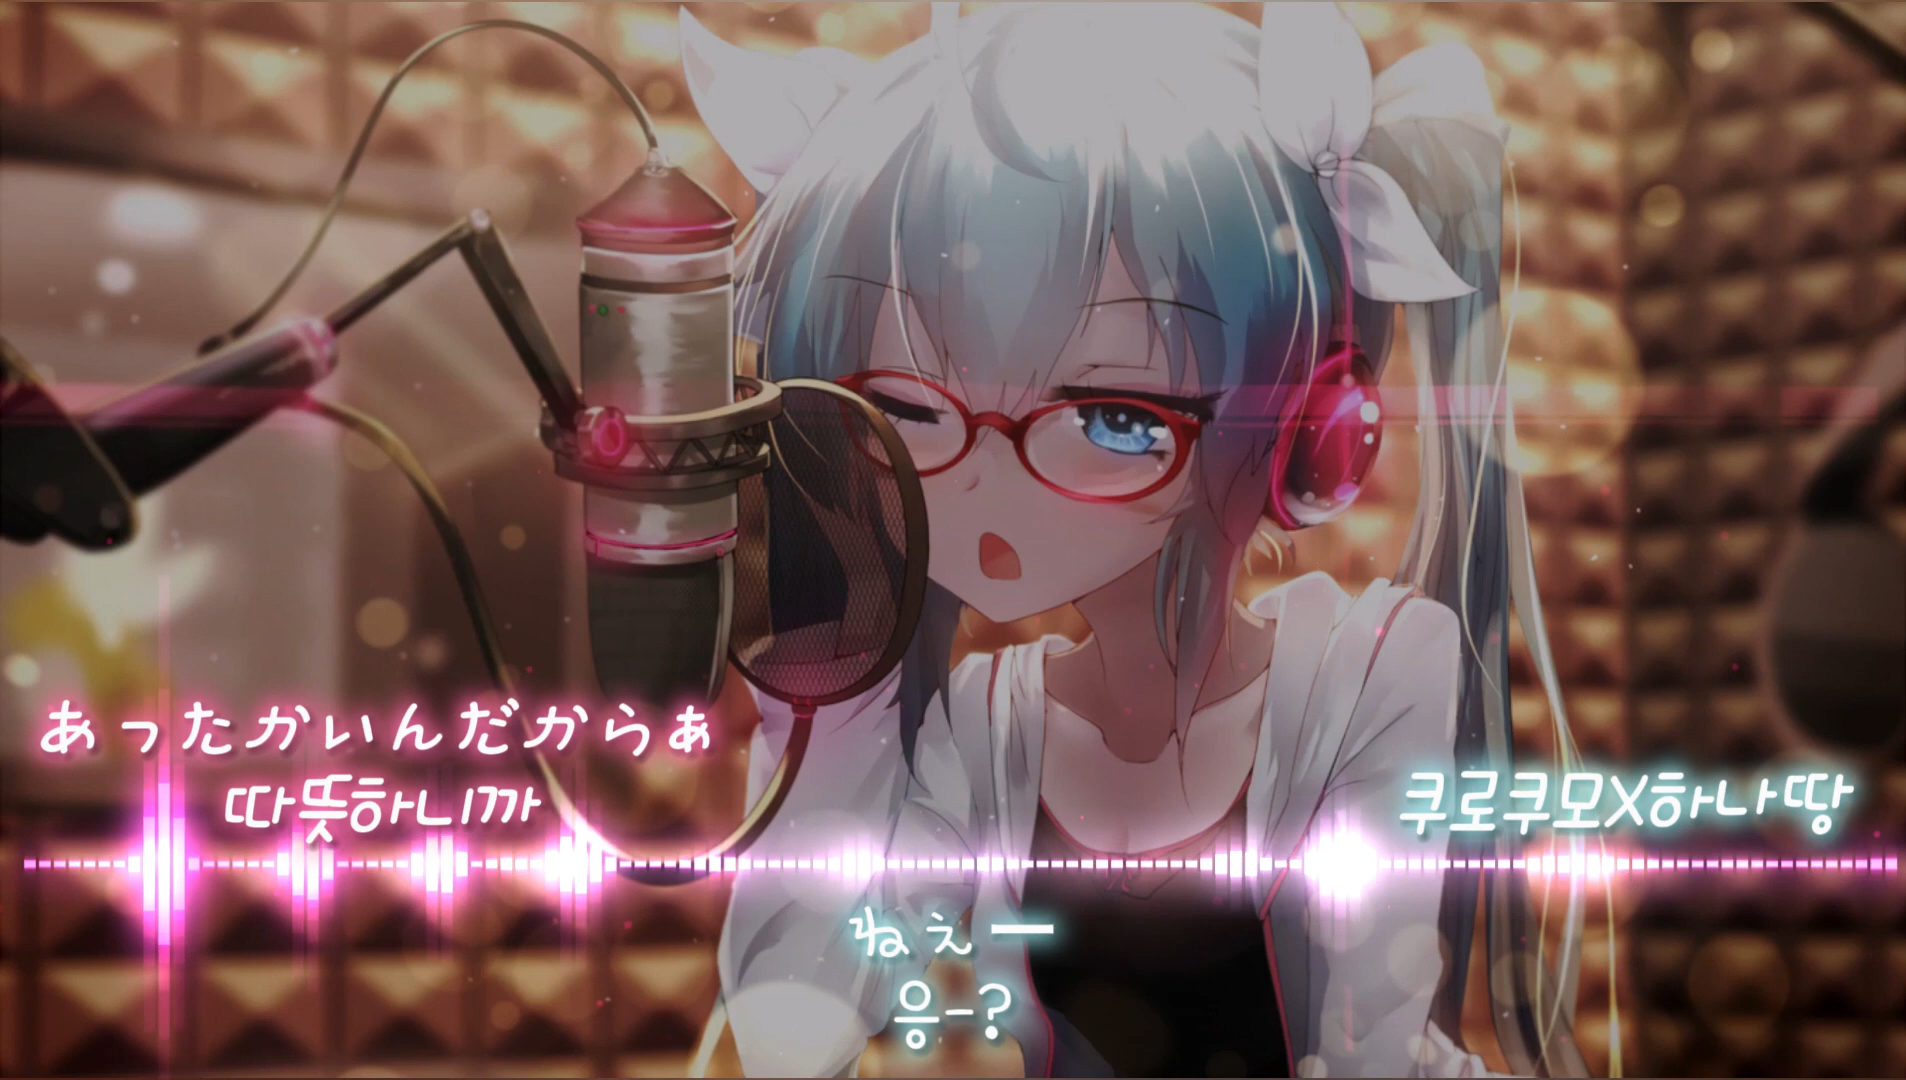 あったかいんだからぁ
따뜻하니까
쿠로쿠모X하나땅
ねぇー
응-?